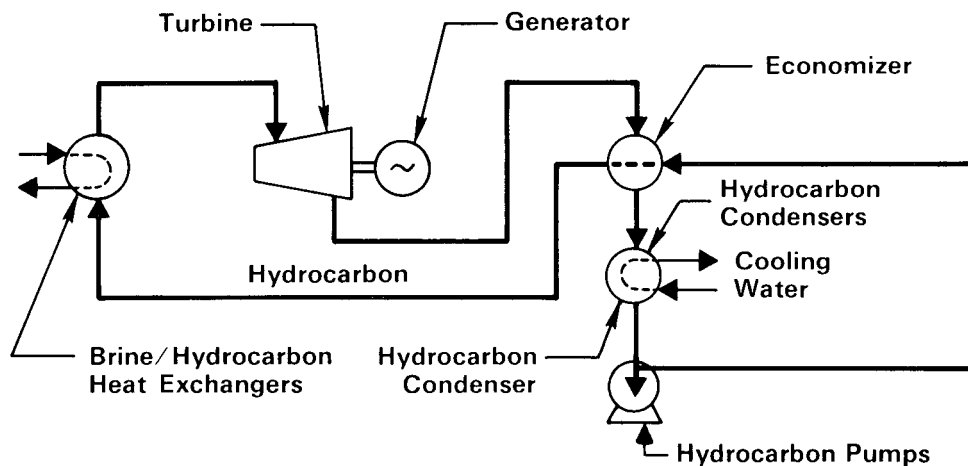 Turbine
Generator
Economizer
Hydrocarbon
Condensers
Cooling
Water
Hydrocarbon
Brine/Hydrocarbon
Heat Exchangers
Hydrocarbon
Condenser
Hydrocarbon Pumps